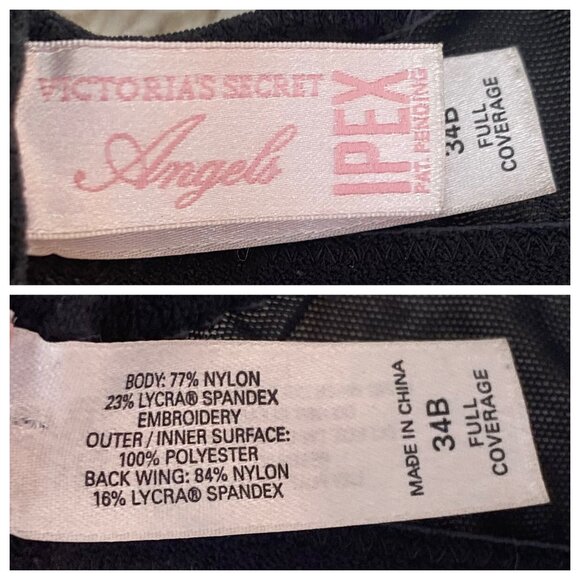 VICTORIA'S SECRET
Angels
IPEX
PAT. PENDING
34B
FULL
COVERAGE
BODY: 77% NYLON
23% LYCRA® SPANDEX
EMBROIDERY
OUTER / INNER SURFACE:
100% POLYESTER
BACK WING: 84% NYLON
16% LYCRA® SPANDEX
MADE IN CHINA
34B
FULL
COVERAGE